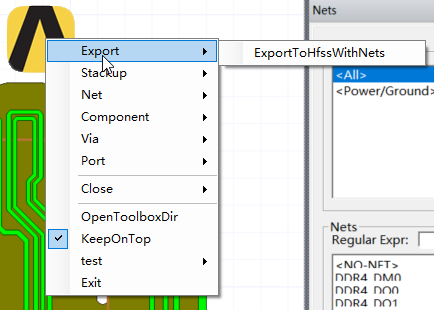 Export
Stackup
Net
Component
Via
Port
Close
OpenToolboxDir
KeepOnTop
test
Exit
ExportToHfssWithNets
Nets
<All>
<Power/Ground>
Nets
Regular Expr:
<NO-NET>
DDR4_DM0
DDR4_DQ0
DDR4_DQ1